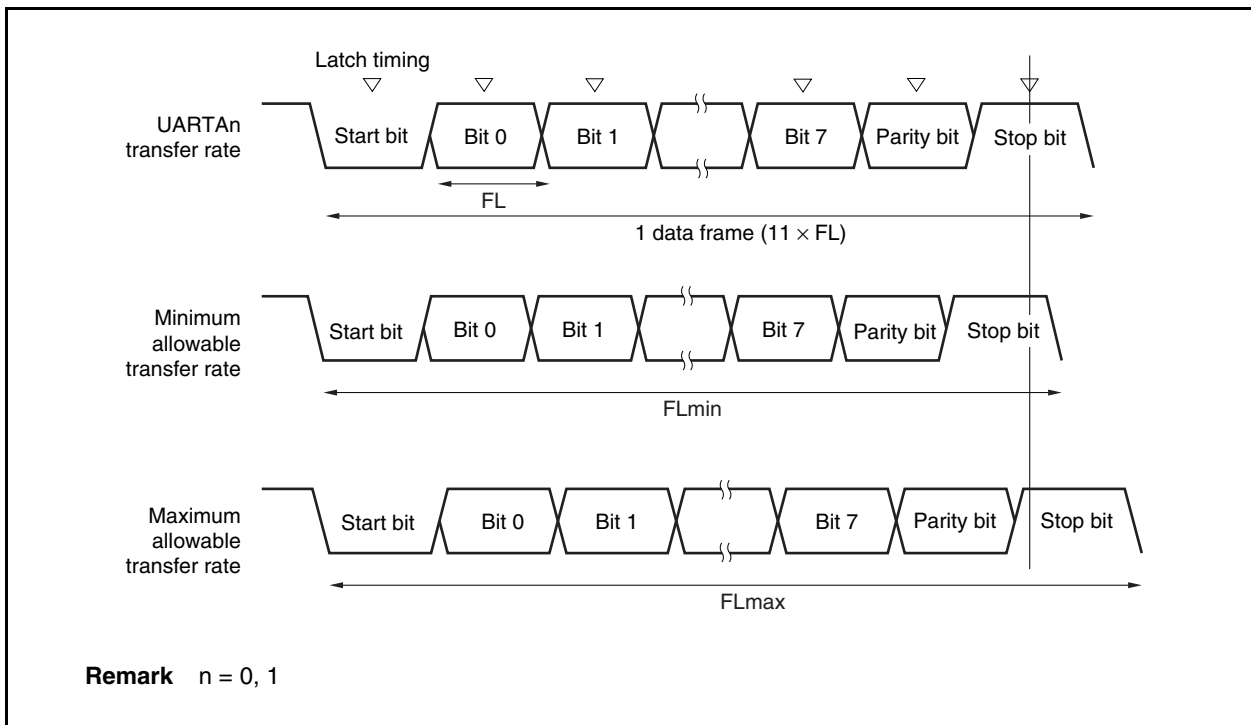 Latch timing
UARTAn
transfer rate
Start bit
Bit 0
Bit 1
Bit 7
Parity bit
Stop bit
FL
1 data frame (11 × FL)
Minimum
allowable
transfer rate
Start bit
Bit 0
Bit 1
Bit 7
Parity bit
Stop bit
FLmin
Maximum
allowable
transfer rate
Start bit
Bit 0
Bit 1
Bit 7
Parity bit
Stop bit
FLmax
Remark n = 0, 1